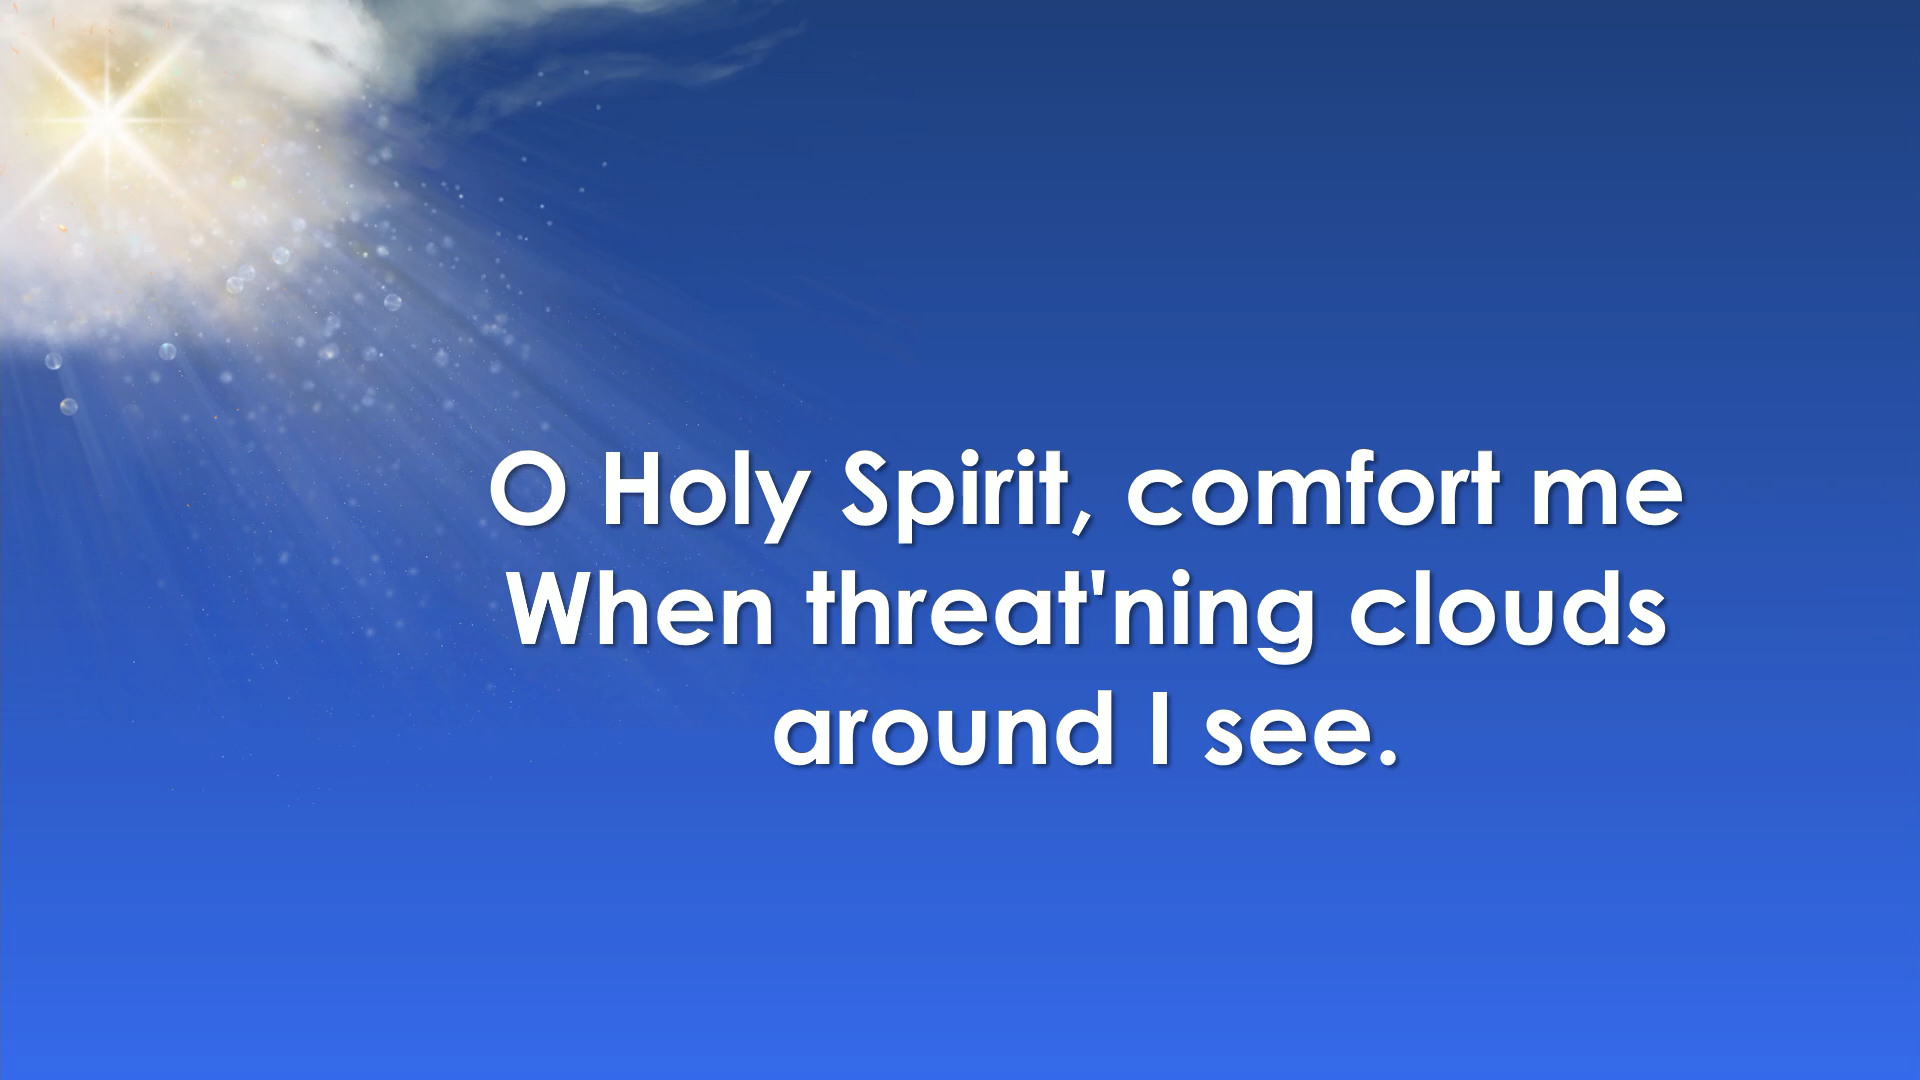 O Holy Spirit, comfort me
When threat'ning clouds
around I see.